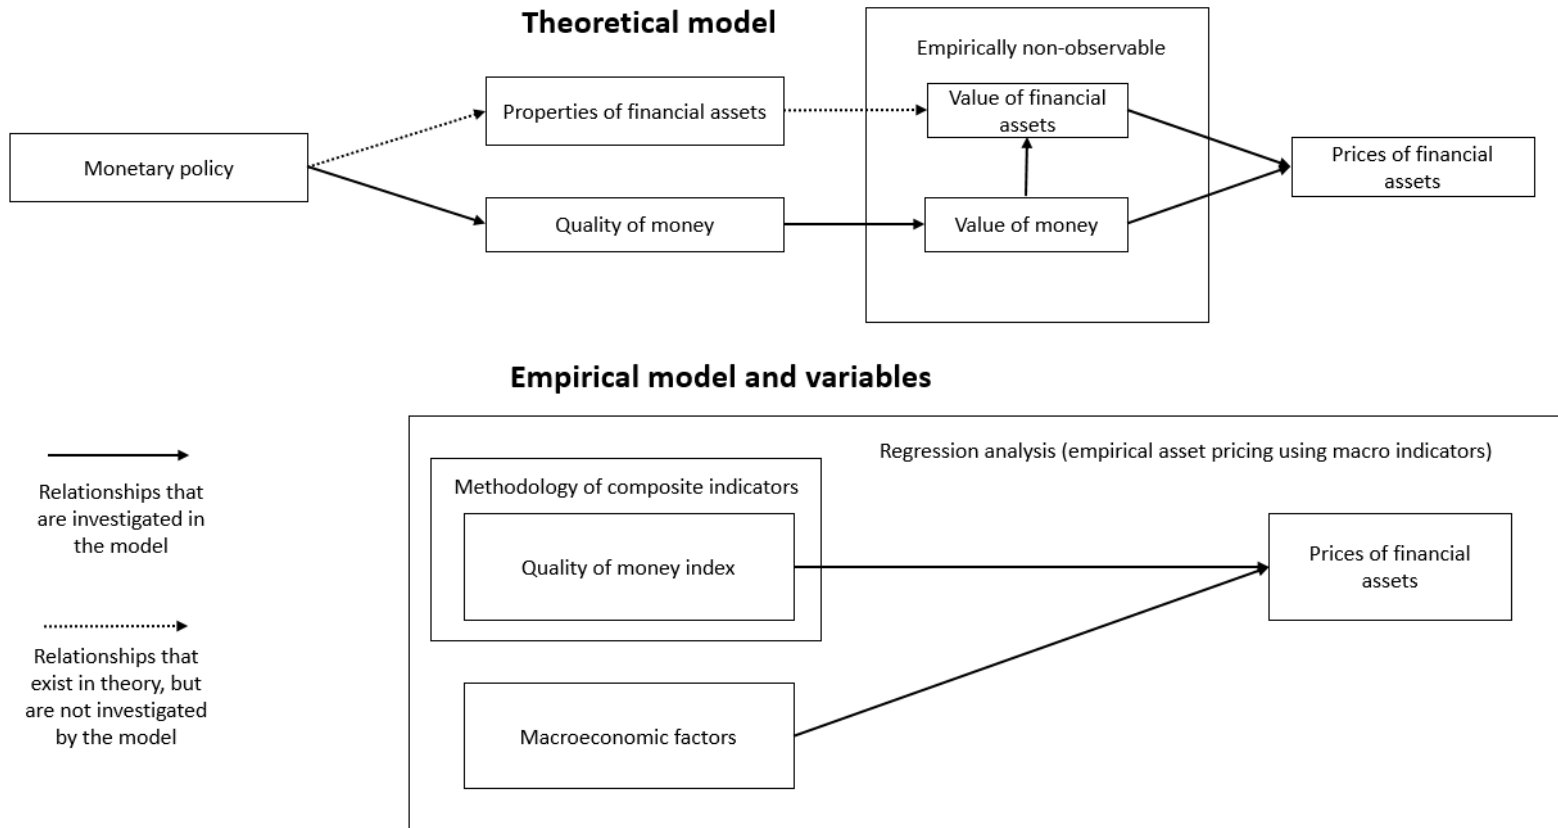 Theoretical model
Empirically non-observable
Properties of financial assets
Value of financial
assets
Monetary policy
Prices of financial
assets
Quality of money
Value of money
Empirical model and variables
Regression analysis (empirical asset pricing using macro indicators)
Methodology of composite indicators
Relationships that
are investigated in
the model
Quality of money index
Prices of financial
assets
Relationships that
exist in theory, but
are not investigated
by the model
Macroeconomic factors